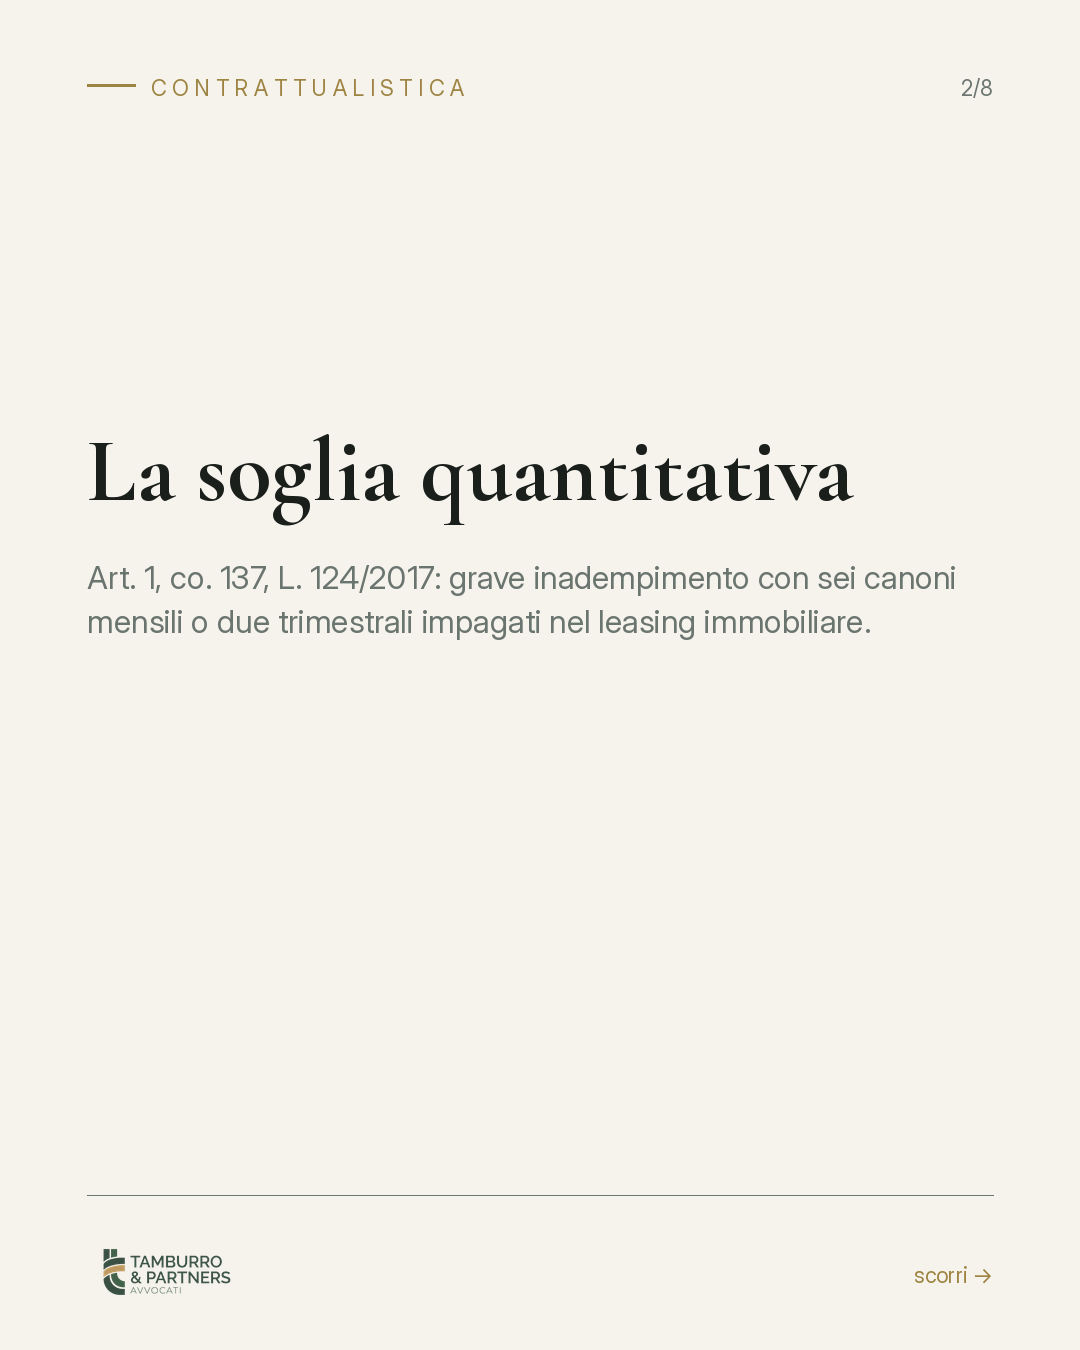 CONTRATTUALISTICA
2/8
La soglia quantitativa
Art. 1, co. 137, L. 124/2017: grave inadempimento con sei canoni
mensili o due trimestrali impagati nel leasing immobiliare.
TAMBURRO
& PARTNERS
AVVOCATI
scorri →